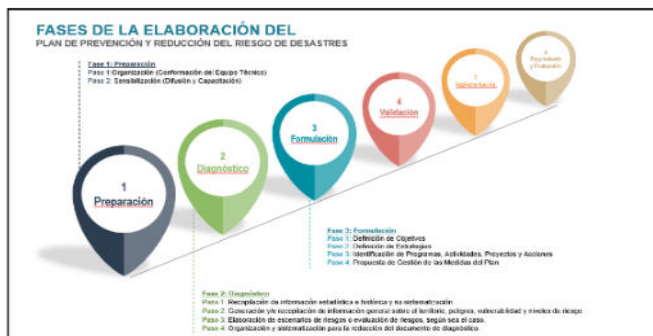 FASES DE LA ELABORACIÓN DEL
PLAN DE PREVENCIÓN Y REDUCCIÓN DEL RIESGO DE DESASTRES
Fase 1: Preparación
Paso 1 Organización (Conformación del Equipo Técnico)
Paso 2: Sensibilización (Difusión y Capacitación)
1
Preparación
2
Diagnóstico
3
Formulación
4
Validación
5
6
Seguimiento
y Evaluación
Fase 3: Formulación
Paso 1: Definición de Objetivos
Paso 2: Definición de Estrategias
Paso 3: Identificación de Programas, Actividades, Proyectos y Acciones
Paso 4: Propuesta de Gestión de las Medidas del Plan
Fase 2: Diagnóstico
Paso 1: Recopilación de información estadística e histórica y su sistematización
Paso 2: Generación y/o recopilación de información general sobre el territorio, peligros, vulnerabilidad y niveles de riesgo
Paso 3: Elaboración de escenarios de riesgos o evaluación de riesgos, según sea el caso.
Paso 4: Organización y sistematización para la redacción del documento de diagnóstico